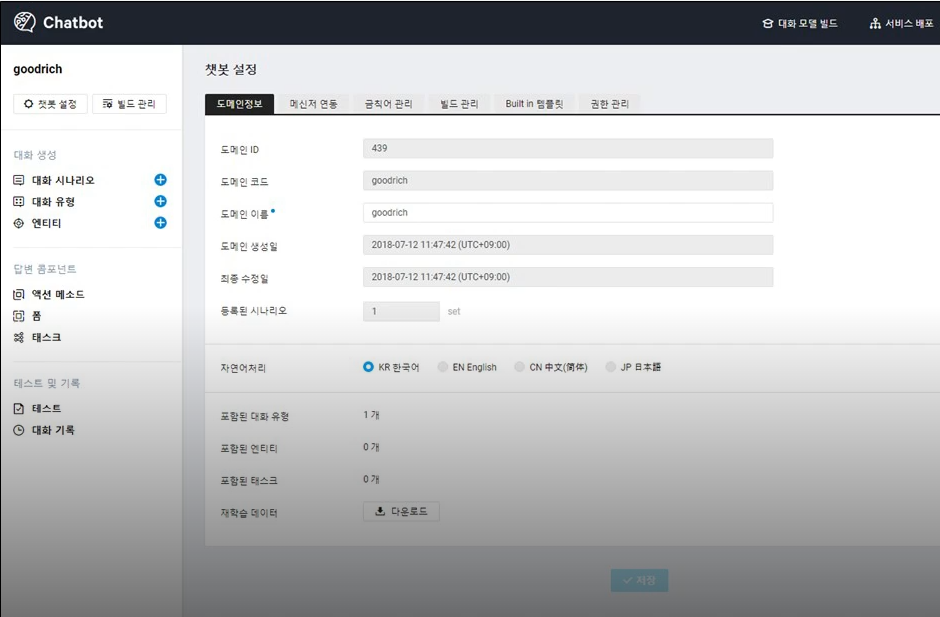 Chatbot
대화 모델 빌드
서비스 배포
goodrich
챗봇 설정
빌드 관리
대화 생성
대화 시나리오
대화 유형
엔티티
답변 콤포넌트
액션 메소드
폼
태스크
테스트 및 기록
테스트
대화 기록
챗봇 설정
도메인정보 메신저 연동 금칙어 관리 빌드 관리 Built in 템플릿 권한 관리
도메인 ID 439
도메인 코드 goodrich
도메인 이름 goodrich
도메인 생성일 2018-07-12 11:47:42 (UTC+09:00)
최종 수정일 2018-07-12 11:47:42 (UTC+09:00)
등록된 시나리오 1 set
자연어처리 KR 한국어 EN English CN 中文(简体) JP 日本語
포함된 대화 유형 1 개
포함된 엔티티 0 개
포함된 태스크 0 개
재학습 데이터 다운로드
저장